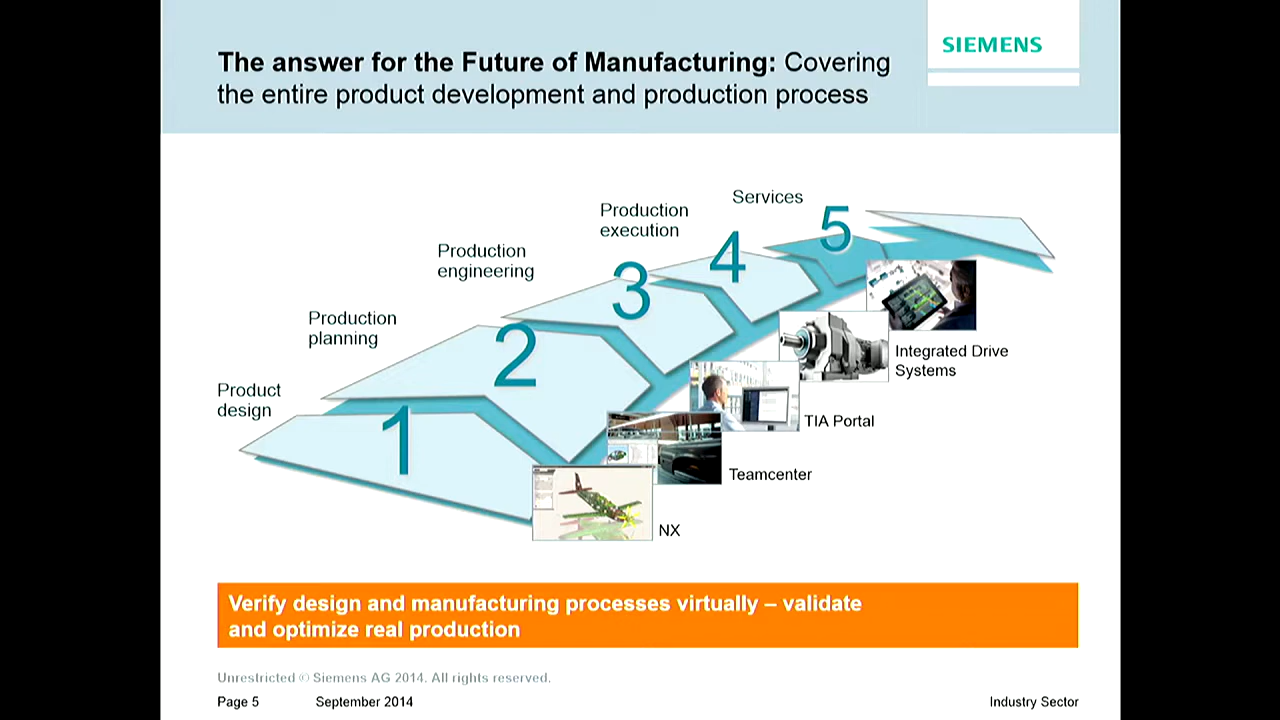 The answer for the Future of Manufacturing: Covering
the entire product development and production process
SIEMENS
Services
Production
execution
Production
engineering
Production
planning
Product
design
1
2
3
4
5
Integrated Drive
Systems
TIA Portal
Teamcenter
NX
Verify design and manufacturing processes virtually – validate
and optimize real production
Unrestricted © Siemens AG 2014. All rights reserved.
Page 5 September 2014 Industry Sector